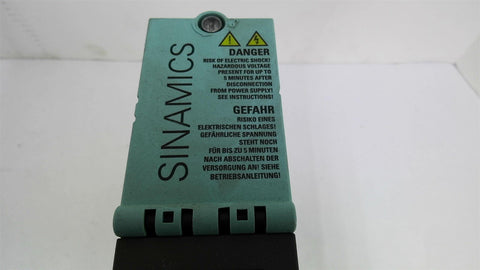 SINAMICS
DANGER
RISK OF ELECTRIC SHOCK!
HAZARDOUS VOLTAGE
PRESENT FOR UP TO
5 MINUTES AFTER
DISCONNECTION
FROM POWER SUPPLY!
SEE INSTRUCTIONS!
GEFAHR
RISIKO EINES
ELEKTRISCHEN SCHLAGES!
GEFÄHRLICHE SPANNUNG
STEHT NOCH
FÜR BIS ZU 5 MINUTEN
NACH ABSCHALTEN DER
VERSORGUNG AN! SIEHE
BETRIEBSANLEITUNG!